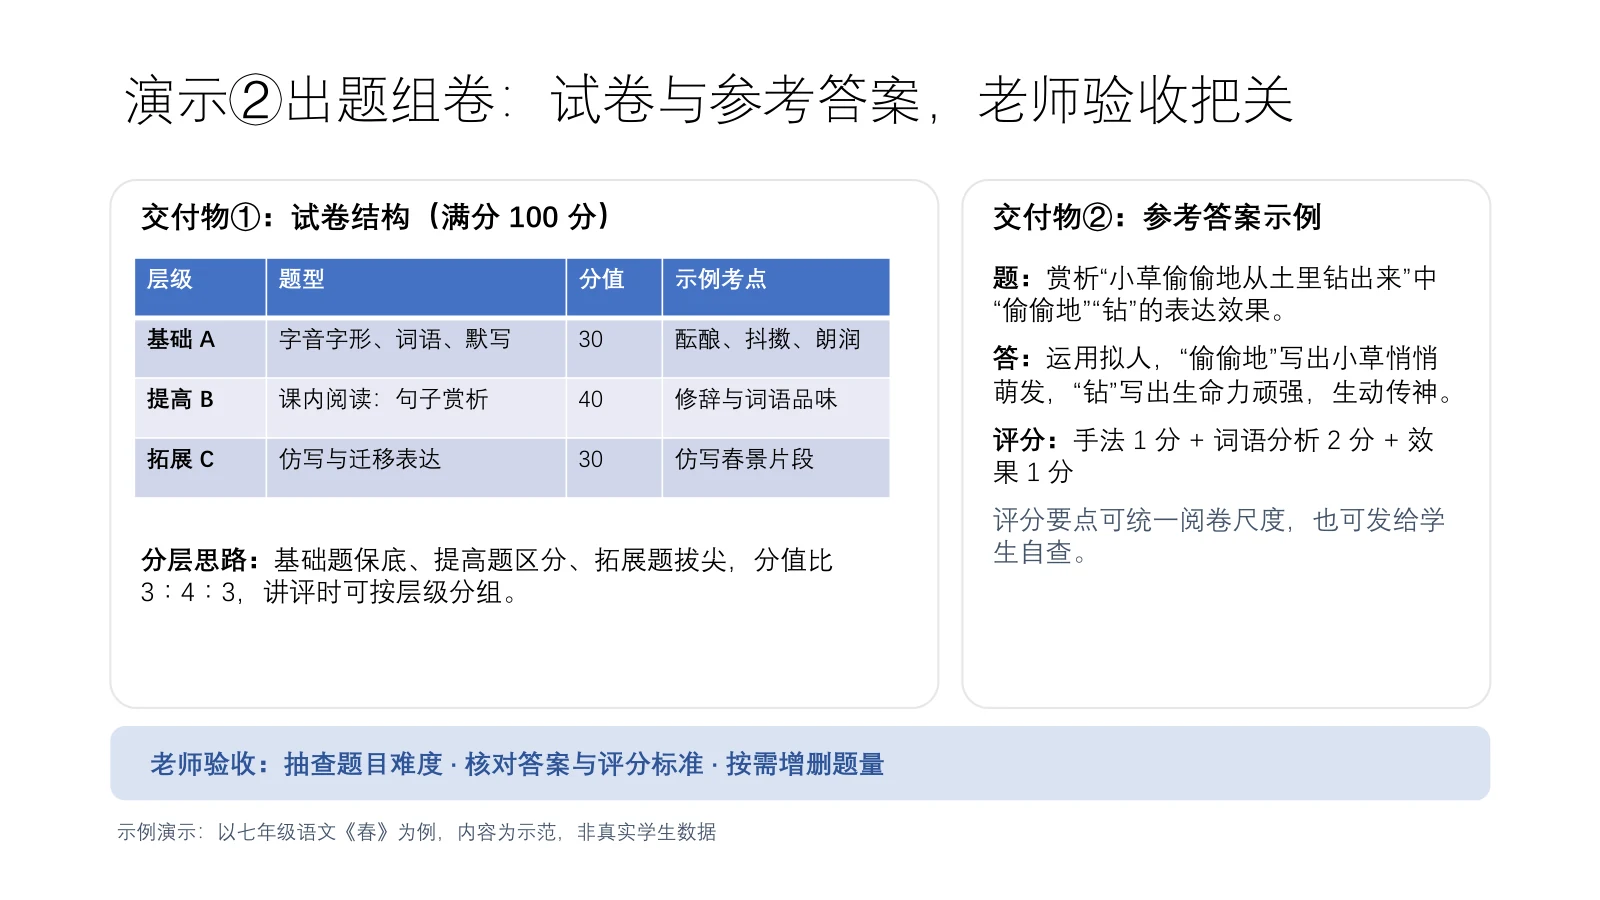 演示②出题组卷：试卷与参考答案，老师验收把关
交付物①：试卷结构（满分 100 分）
层级 题型 分值 示例考点
基础 A 字音字形、词语、默写 30 酝酿、抖擞、朗润
提高 B 课内阅读：句子赏析 40 修辞与词语品味
拓展 C 仿写与迁移表达 30 仿写春景片段
分层思路：基础题保底、提高题区分、拓展题拔尖，分值比
3∶4∶3，讲评时可按层级分组。
交付物②：参考答案示例
题：赏析“小草偷偷地从土里钻出来”中
“偷偷地”“钻”的表达效果。
答：运用拟人，“偷偷地”写出小草悄悄
萌发，“钻”写出生命力顽强，生动传神。
评分：手法 1 分 + 词语分析 2 分 + 效
果 1 分
评分要点可统一阅卷尺度，也可发给学
生自查。
老师验收：抽查题目难度 · 核对答案与评分标准 · 按需增删题量
示例演示：以七年级语文《春》为例，内容为示范，非真实学生数据